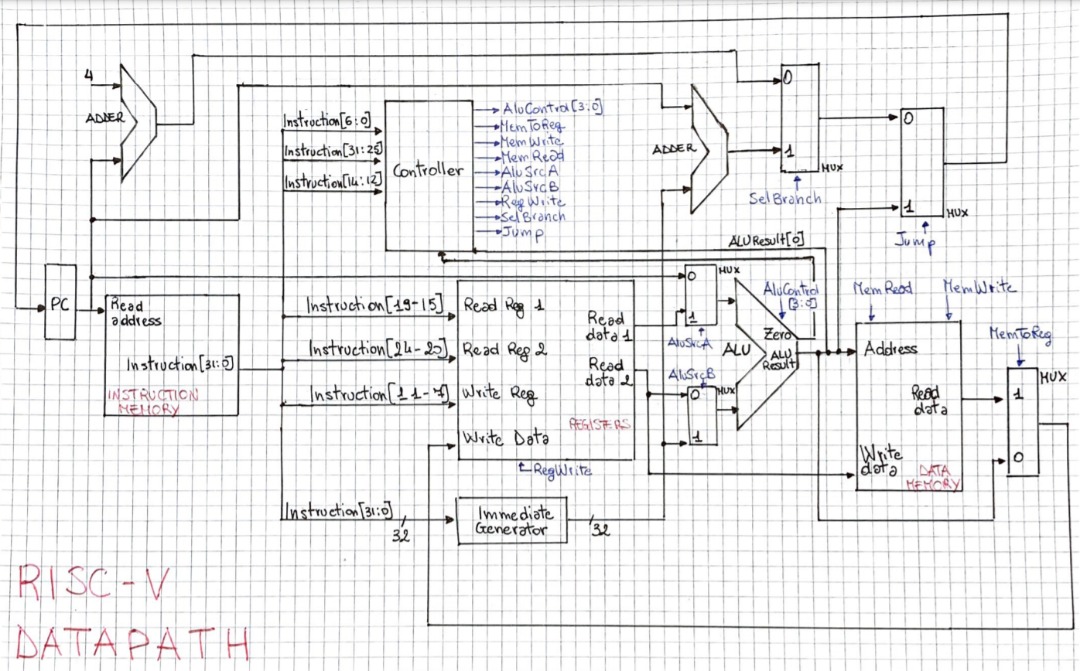 4
ADDER
Instruction[6:0]
Instruction[31:25]
Instruction[14:12]
Controller
AluControl[3:0]
MemToReg
MemWrite
MemRead
AluSrcA
AluSrcB
RegWrite
SelBranch
Jump
ADDER
0
1
MUX
SelBranch
0
1
MUX
Jump
ALUResult[0]
PC
Read
address
Instruction[31:0]
INSTRUCTION
MEMORY
Instruction[19-15]
Instruction[24-20]
Instruction[11-7]
Read Reg 1
Read Reg 2
Write Reg
Write Data
Read
data 1
Read
data 2
REGISTERS
RegWrite
0
1
MUX
AluSrcA
AluSrcB
0
1
MUX
AluControl
[3:0]
Zero
ALU
ALU
Result
MemRead
MemWrite
Address
Read
data
Write
data
DATA
MEMORY
MemToReg
MUX
1
0
Instruction[31:0]
32
Immediate
Generator
32
RISC-V
DATAPATH